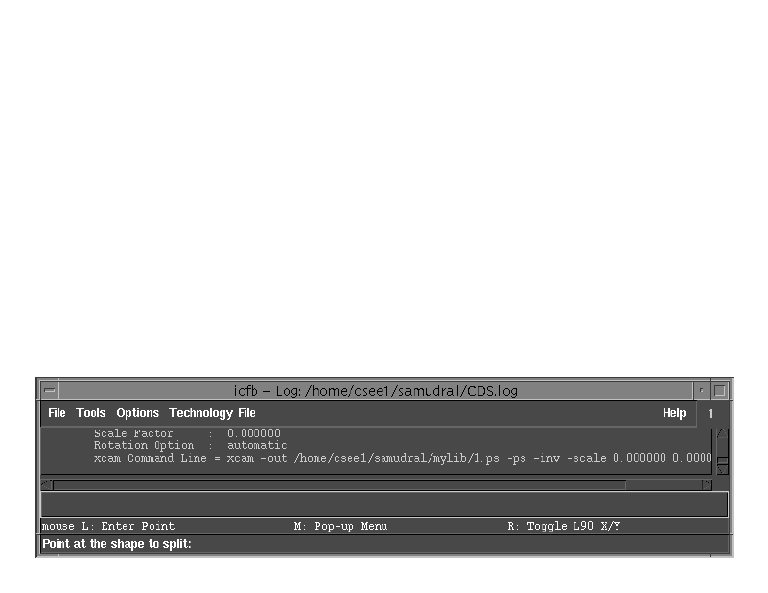 icfb - Log: /home/csee1/samudral/CDS.log
File Tools Options Technology File Help 1
Scale Factor : 0.000000
Rotation Option : automatic
xcam Command Line = xcam -out /home/csee1/samudral/mylib/1.ps -ps -inv -scale 0.000000 0.0000
mouse L: Enter Point M: Pop-up Menu R: Toggle L90 X/Y
Point at the shape to split: